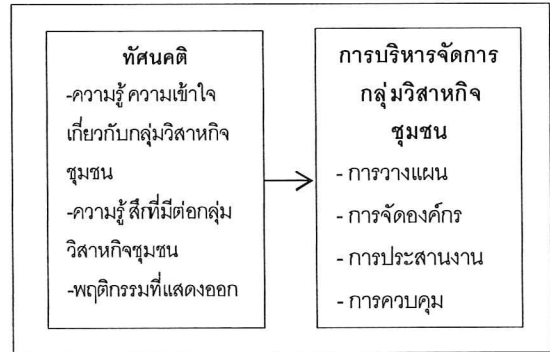 ทัศนคติ
-ความรู้ ความเข้าใจ
เกี่ยวกับกลุ่มวิสาหกิจ
ชุมชน
-ความรู้ สึกที่มีต่อกลุ่ม
วิสาหกิจชุมชน
-พฤติกรรมที่แสดงออก
การบริหารจัดการ
กลุ่มวิสาหกิจ
ชุมชน
- การวางแผน
- การจัดองค์กร
- การประสานงาน
- การควบคุม